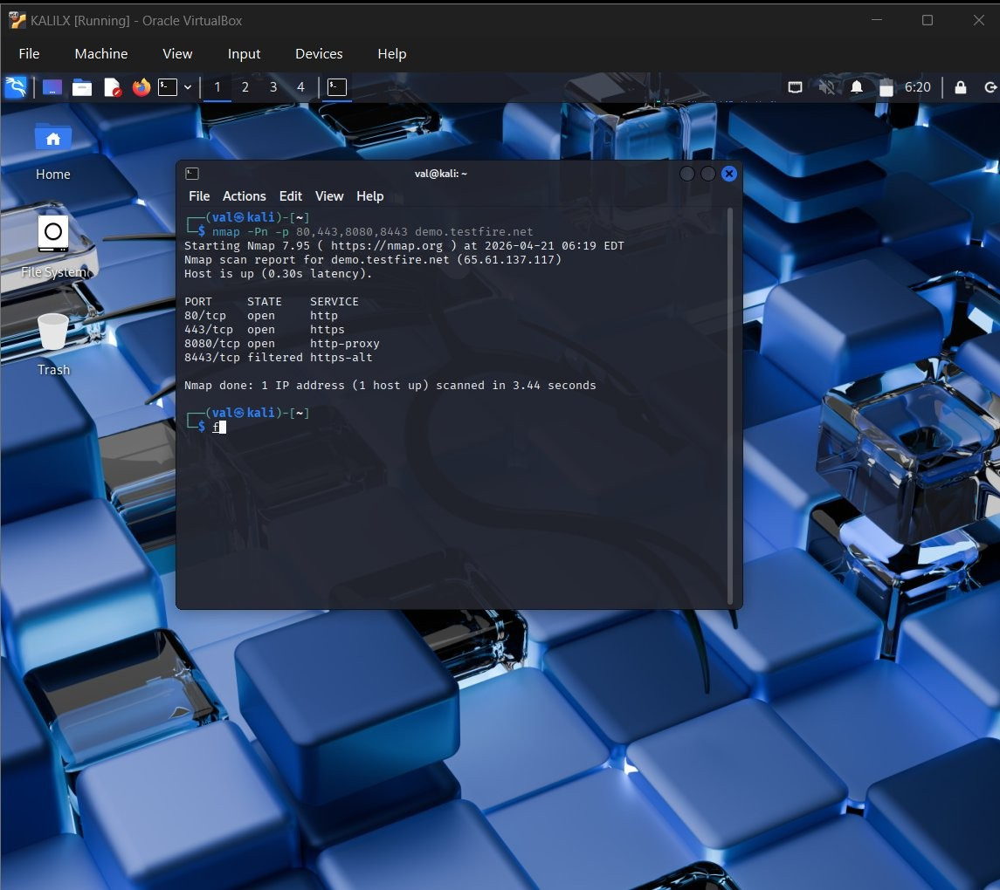 KALILX [Running] - Oracle VirtualBox
File Machine View Input Devices Help
1 2 3 4 6:20
Home
File System
Trash
val@kali: ~
File Actions Edit View Help
┌──(val㉿kali)-[~]
└─$ nmap -Pn -p 80,443,8080,8443 demo.testfire.net
Starting Nmap 7.95 ( https://nmap.org ) at 2026-04-21 06:19 EDT
Nmap scan report for demo.testfire.net (65.61.137.117)
Host is up (0.30s latency).
PORT STATE SERVICE
80/tcp open http
443/tcp open https
8080/tcp open http-proxy
8443/tcp filtered https-alt
Nmap done: 1 IP address (1 host up) scanned in 3.44 seconds
┌──(val㉿kali)-[~]
└─$ f